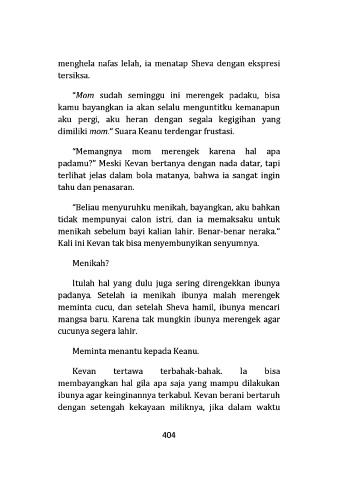 menghela nafas lelah, ia menatap Sheva dengan ekspresi
tersiksa.
"Mom sudah seminggu ini merengek padaku, bisa
kamu bayangkan ia akan selalu menguntitku kemanapun
aku pergi, aku heran dengan segala kegigihan yang
dimiliki mom." Suara Keanu terdengar frustasi.
"Memangnya mom merengek karena hal apa
padamu?" Meski Kevan bertanya dengan nada datar, tapi
terlihat jelas dalam bola matanya, bahwa ia sangat ingin
tahu dan penasaran.
"Beliau menyuruhku menikah, bayangkan, aku bahkan
tidak mempunyai calon istri, dan ia memaksaku untuk
menikah sebelum bayi kalian lahir. Benar-benar neraka."
Kali ini Kevan tak bisa menyembunyikan senyumnya.
Menikah?
Itulah hal yang dulu juga sering direngekkan ibunya
padanya. Setelah ia menikah ibunya malah merengek
meminta cucu, dan setelah Sheva hamil, ibunya mencari
mangsa baru. Karena tak mungkin ibunya merengek agar
cucunya segera lahir.
Meminta menantu kepada Keanu.
Kevan tertawa terbahak-bahak. Ia bisa
membayangkan hal gila apa saja yang mampu dilakukan
ibunya agar keinginannya terkabul. Kevan berani bertaruh
dengan setengah kekayaan miliknya, jika dalam waktu
404